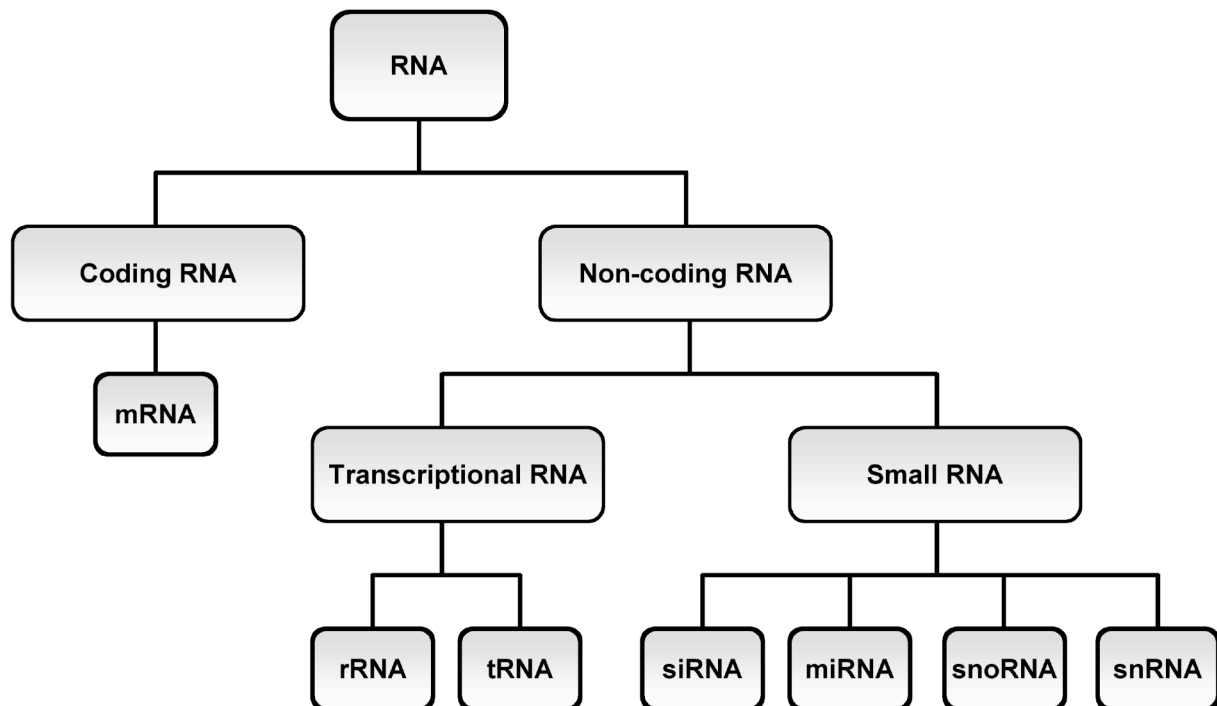 RNA
Coding RNA
Non-coding RNA
mRNA
Transcriptional RNA
Small RNA
rRNA
tRNA
siRNA
miRNA
snoRNA
snRNA